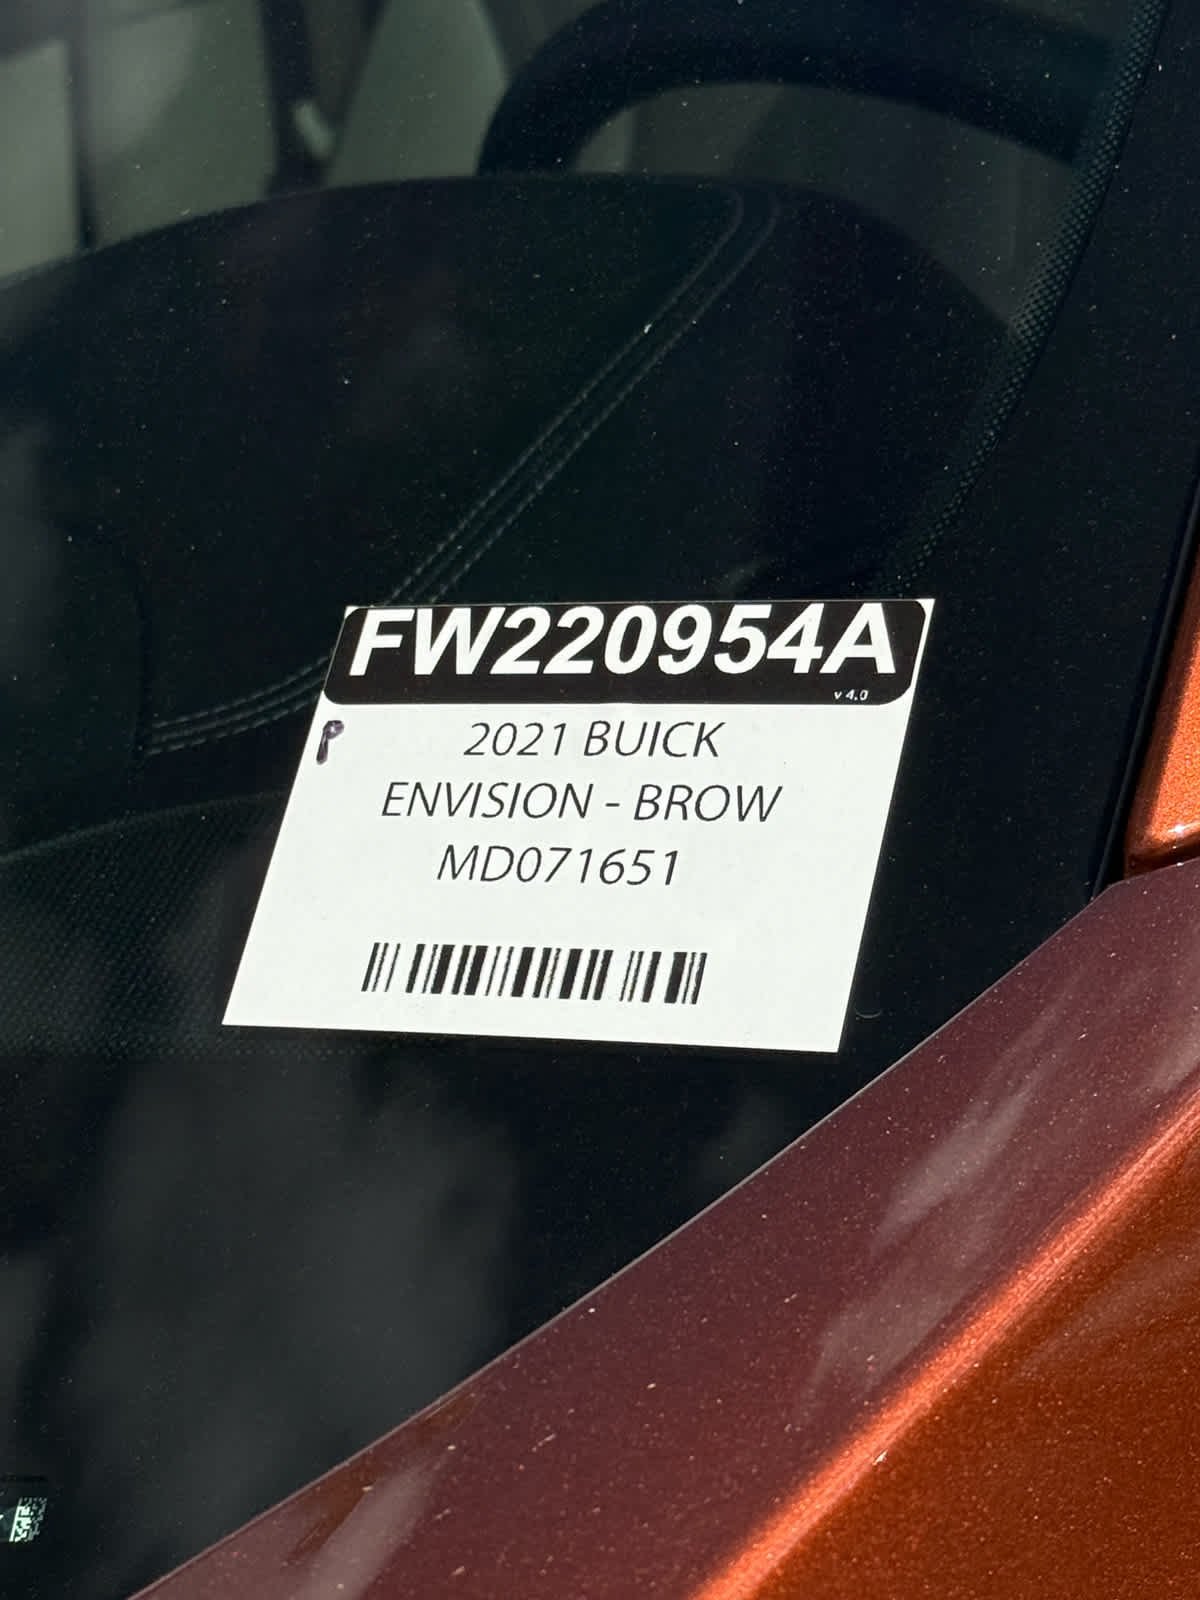 FW220954A
v 4.0
P
2021 BUICK
ENVISION - BROW
MD071651